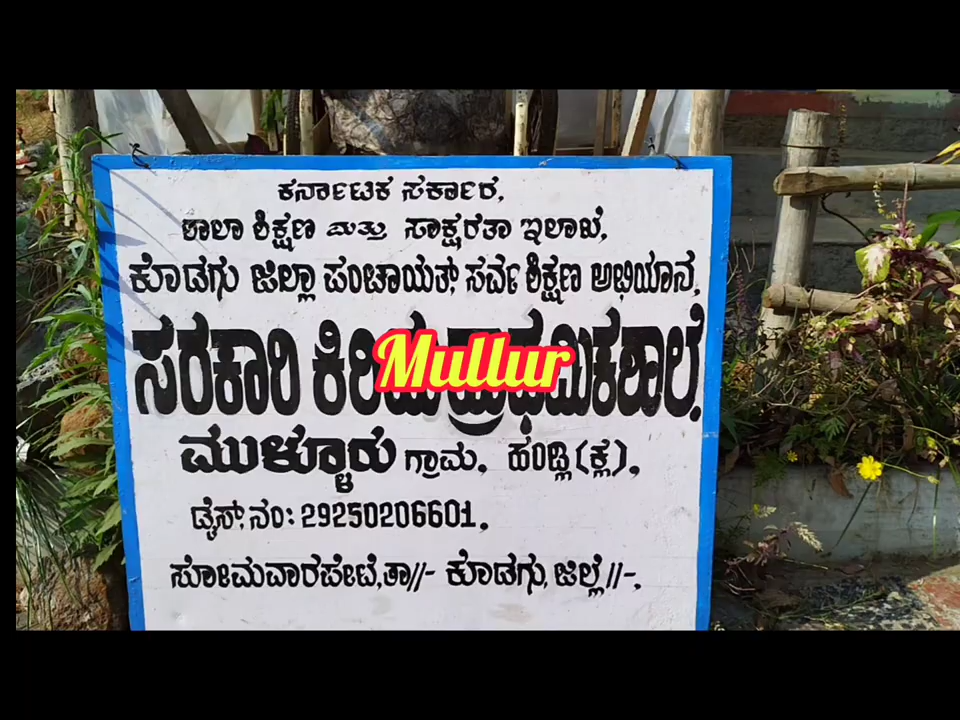 ಕರ್ನಾಟಕ ಸರ್ಕಾರ,
ಶಾಲಾ ಶಿಕ್ಷಣ ಮತ್ತು ಸಾಕ್ಷರತಾ ಇಲಾಖೆ,
ಕೊಡಗು ಜಿಲ್ಲಾ ಪಂಚಾಯತ್, ಸರ್ವ ಶಿಕ್ಷಣ ಅಭಿಯಾನ,
ಸರಕಾರಿ ಕಿರಿಯ ಪ್ರಾಥಮಿಕ ಶಾಲೆ,
Mullur
ಮುಳ್ಳೂರು ಗ್ರಾಮ, ಹಂಡ್ಲಿ(ಕ್ಲ),
ಡೈಸ್.ನಂ: 29250206601,
ಸೋಮವಾರಪೇಟೆ,ತಾ//- ಕೊಡಗು, ಜಿಲ್ಲೆ//-,